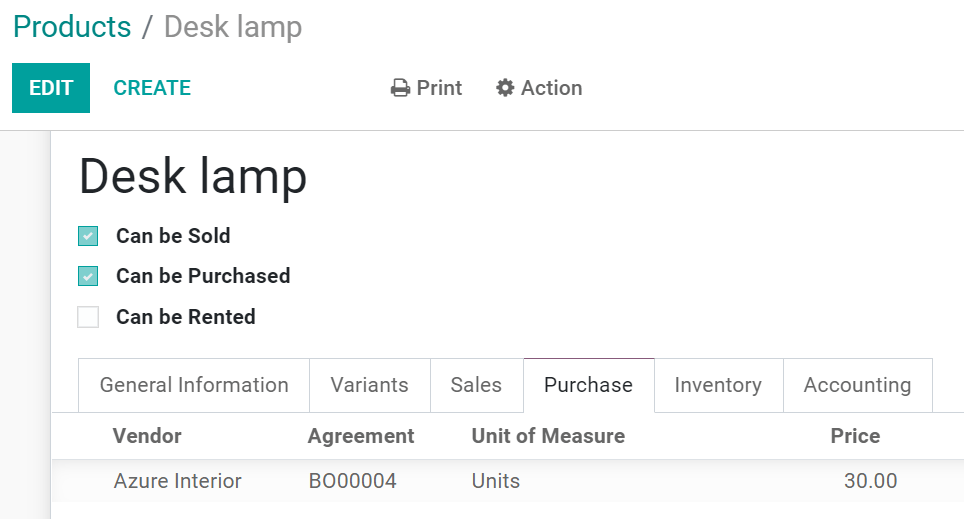 Products / Desk lamp
EDIT CREATE Print Action
Desk lamp
Can be Sold
Can be Purchased
Can be Rented
General Information Variants Sales Purchase Inventory Accounting
Vendor Agreement Unit of Measure Price
Azure Interior BO00004 Units 30.00